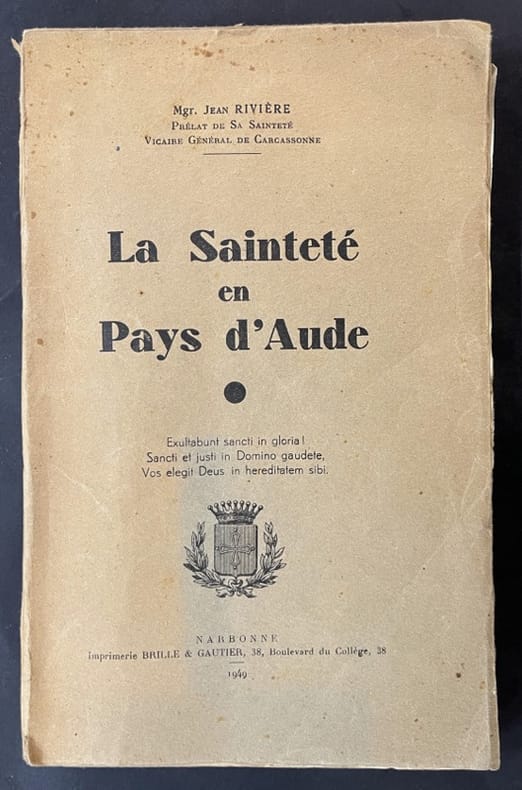 Mgr. Jean RIVIÈRE
Prélat de Sa Sainteté
Vicaire Général de Carcassonne
La Sainteté
en
Pays d'Aude
Exultabunt sancti in gloria!
Sancti et justi in Domino gaudete,
Vos elegit Deus in hereditatem sibi.
NARBONNE
Imprimerie BRILLE & GAUTIER, 38, Boulevard du Collège, 38
1949